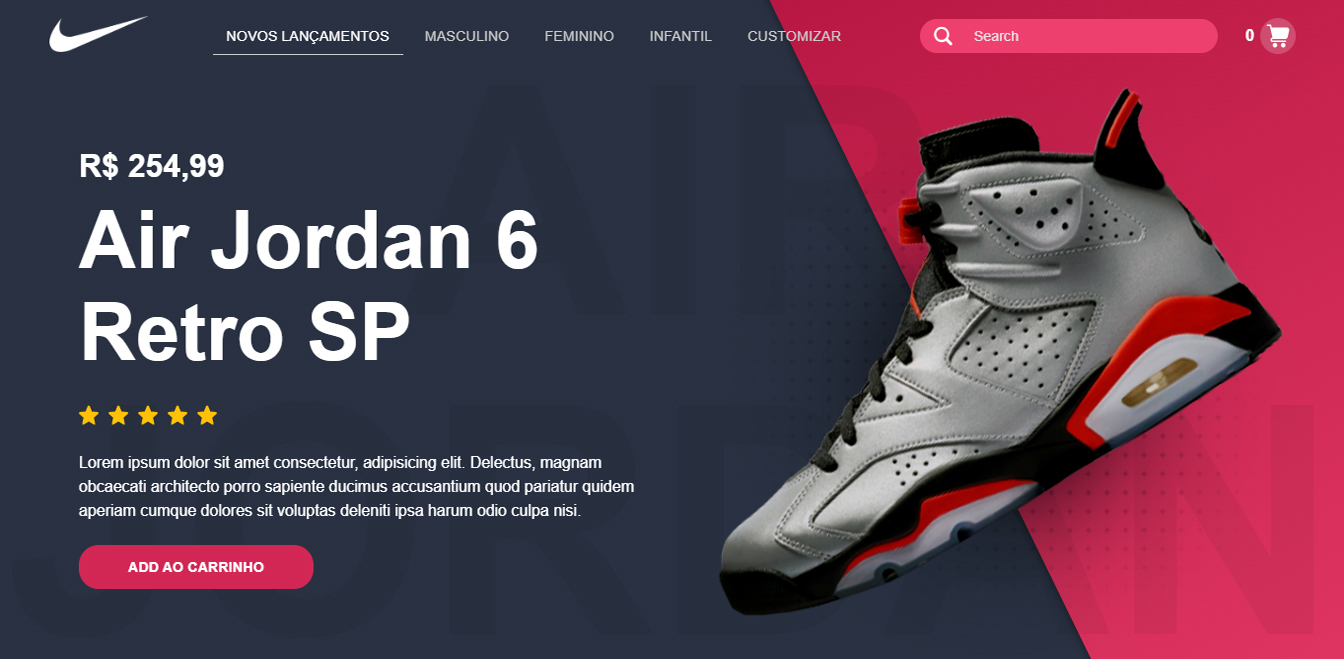 NOVOS LANÇAMENTOS MASCULINO FEMININO INFANTIL CUSTOMIZAR Search 0
AIR
R$ 254,99
Air Jordan 6
Retro SP
JORDAN
Lorem ipsum dolor sit amet consectetur, adipisicing elit. Delectus, magnam
obcaecati architecto porro sapiente ducimus accusantium quod pariatur quidem
aperiam cumque dolores sit voluptas deleniti ipsa harum odio culpa nisi.
ADD AO CARRINHO